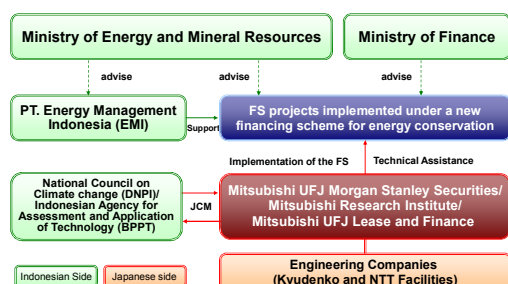 Ministry of Energy and Mineral Resources
Ministry of Finance
advise
advise
advise
PT. Energy Management
Indonesia (EMI)
Support
FS projects implemented under a new
financing scheme for energy conservation
Implementation of the FS
Technical Assistance
National Council on
Climate change (DNPI)/
Indonesian Agency for
Assessment and Application
of Technology (BPPT)
JCM
Mitsubishi UFJ Morgan Stanley Securities/
Mitsubishi Research Institute/
Mitsubishi UFJ Lease and Finance
Indonesian Side
Japanese side
Engineering Companies
(Kyudenko and NTT Facilities)